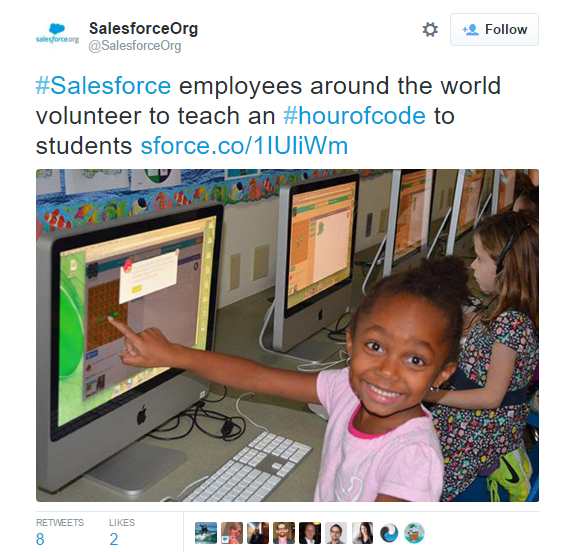 SalesforceOrg
@SalesforceOrg
Follow
salesforce.org
#Salesforce employees around the world
volunteer to teach an #hourofcode to
students sforce.co/1IUIiWm
RETWEETS
LIKES
8
2